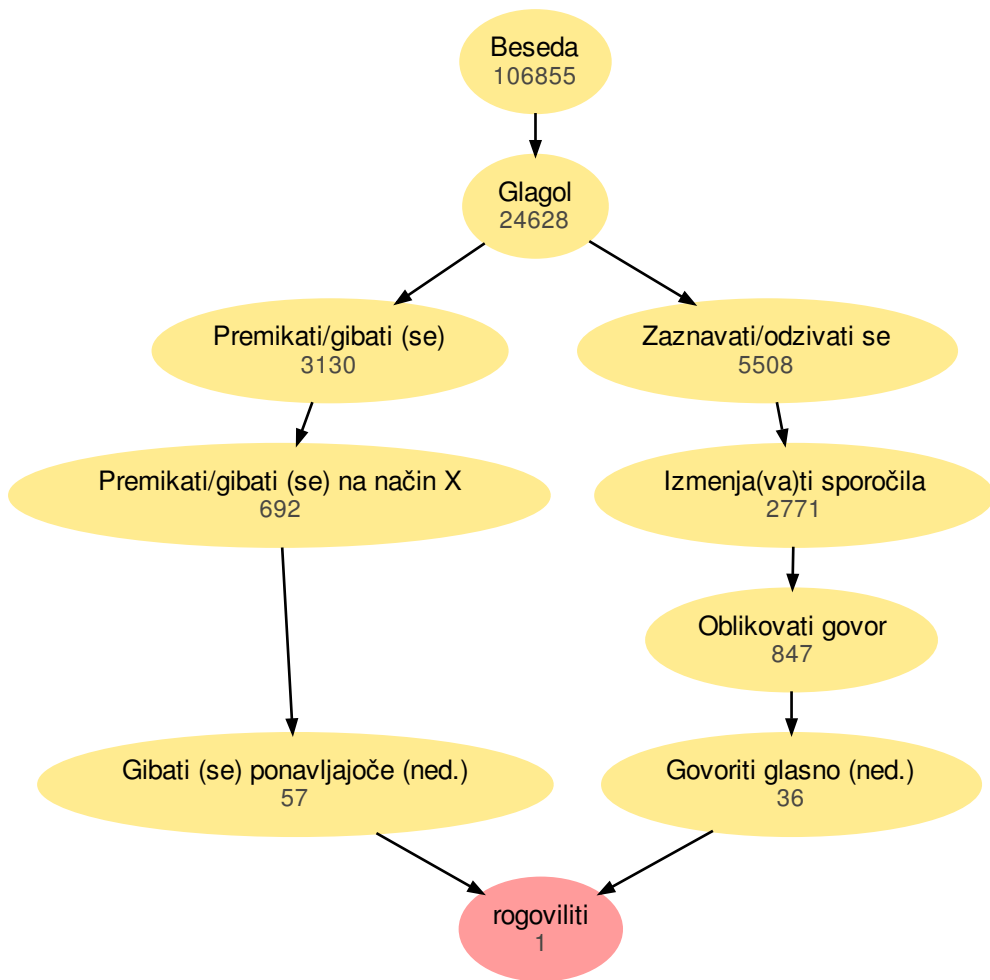 Beseda
106855
Glagol
24628
Premikati/gibati (se)
3130
Zaznavati/odzivati se
5508
Premikati/gibati (se) na način X
692
Izmenja(va)ti sporočila
2771
Oblikovati govor
847
Gibati (se) ponavljajoče (ned.)
57
Govoriti glasno (ned.)
36
rogoviliti
1